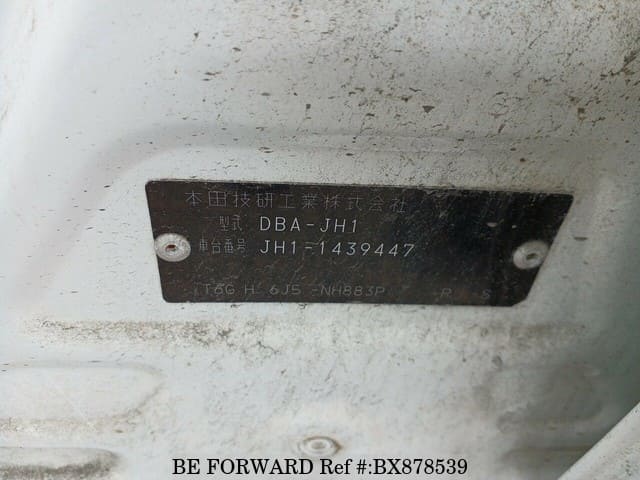 本田技研工業株式会社
型式 DBA-JH1
車台番号 JH1-1439447
T6G H 6J5 -NH883P R S
BE FORWARD Ref #:BX878539